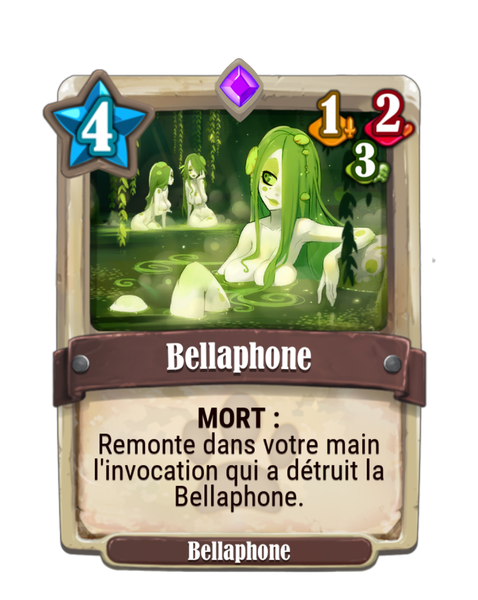 4
1
2
3
Bellaphone
MORT :
Remonte dans votre main
l'invocation qui a détruit la
Bellaphone.
Bellaphone